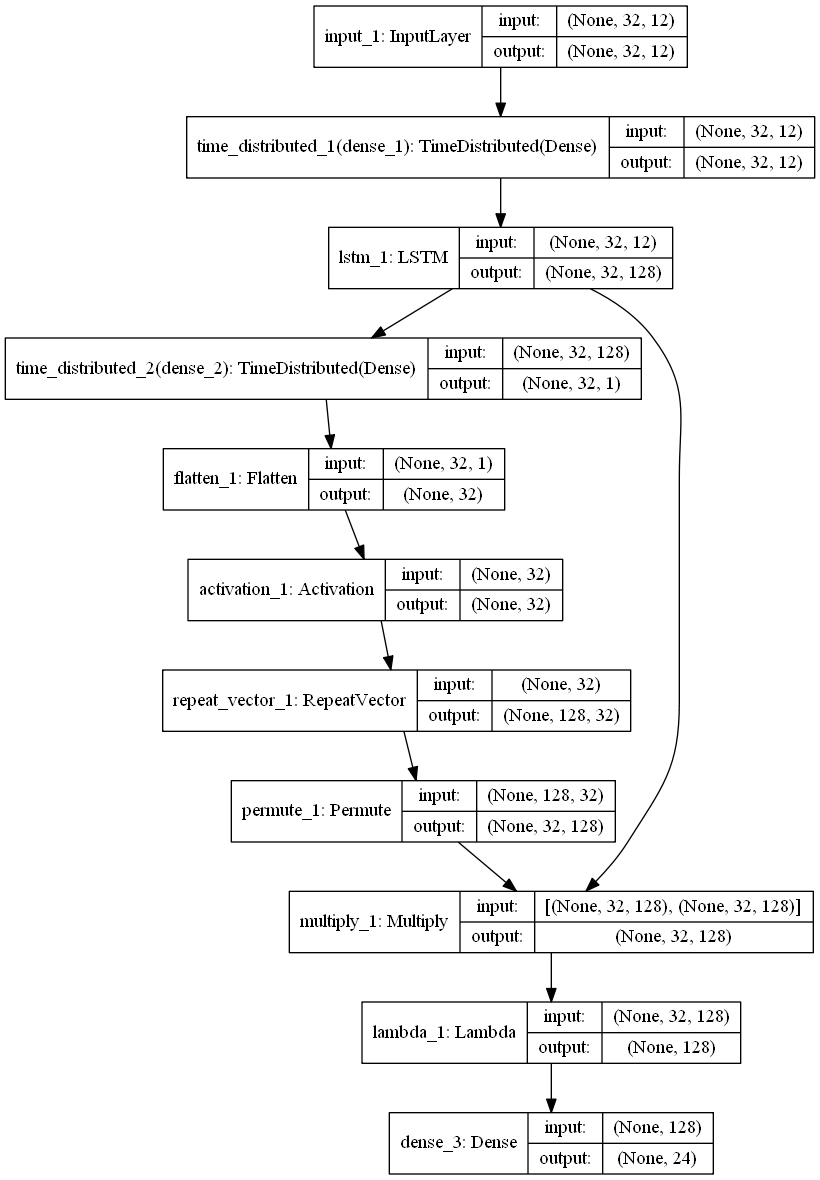 input_1: InputLayer
input: (None, 32, 12)
output: (None, 32, 12)
time_distributed_1(dense_1): TimeDistributed(Dense)
input: (None, 32, 12)
output: (None, 32, 12)
lstm_1: LSTM
input: (None, 32, 12)
output: (None, 32, 128)
time_distributed_2(dense_2): TimeDistributed(Dense)
input: (None, 32, 128)
output: (None, 32, 1)
flatten_1: Flatten
input: (None, 32, 1)
output: (None, 32)
activation_1: Activation
input: (None, 32)
output: (None, 32)
repeat_vector_1: RepeatVector
input: (None, 32)
output: (None, 128, 32)
permute_1: Permute
input: (None, 128, 32)
output: (None, 32, 128)
multiply_1: Multiply
input: [(None, 32, 128), (None, 32, 128)]
output: (None, 32, 128)
lambda_1: Lambda
input: (None, 32, 128)
output: (None, 128)
dense_3: Dense
input: (None, 128)
output: (None, 24)